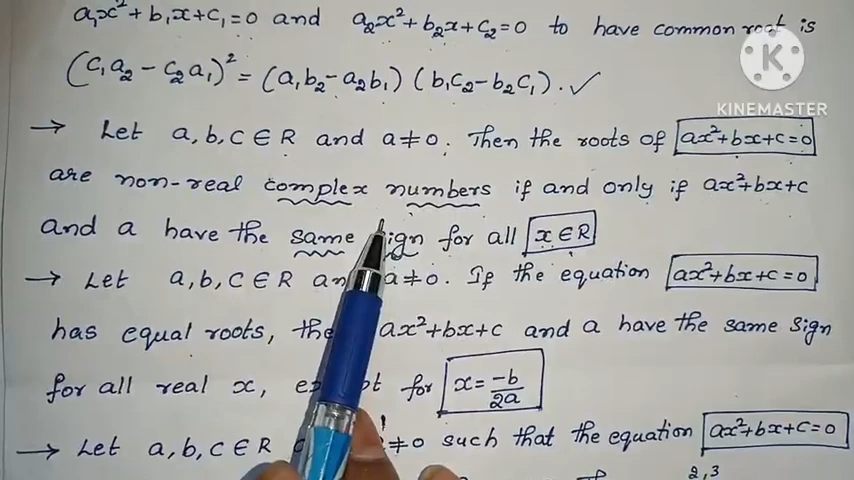 a₁x²+b₁x+c₁=0 and a₂x²+b₂x+c₂=0 to have common root is
(c₁a₂-c₂a₁)² = (a₁b₂-a₂b₁) (b₁c₂-b₂c₁). ✓
KINEMASTER
→ Let a,b,c ∈ R and a≠0. Then the roots of ax²+bx+c=0
are non-real complex numbers if and only if ax²+bx+c
and a have the same sign for all x∈R
→ Let a,b,c ∈ R a≠0. If the equation ax²+bx+c=0
has equal roots, ax²+bx+c and a have the same sign
for all real x, for x = -b/2a
→ Let a,b,c ∈ R ≠0 such that the equation ax²+bx+c=0
2,3